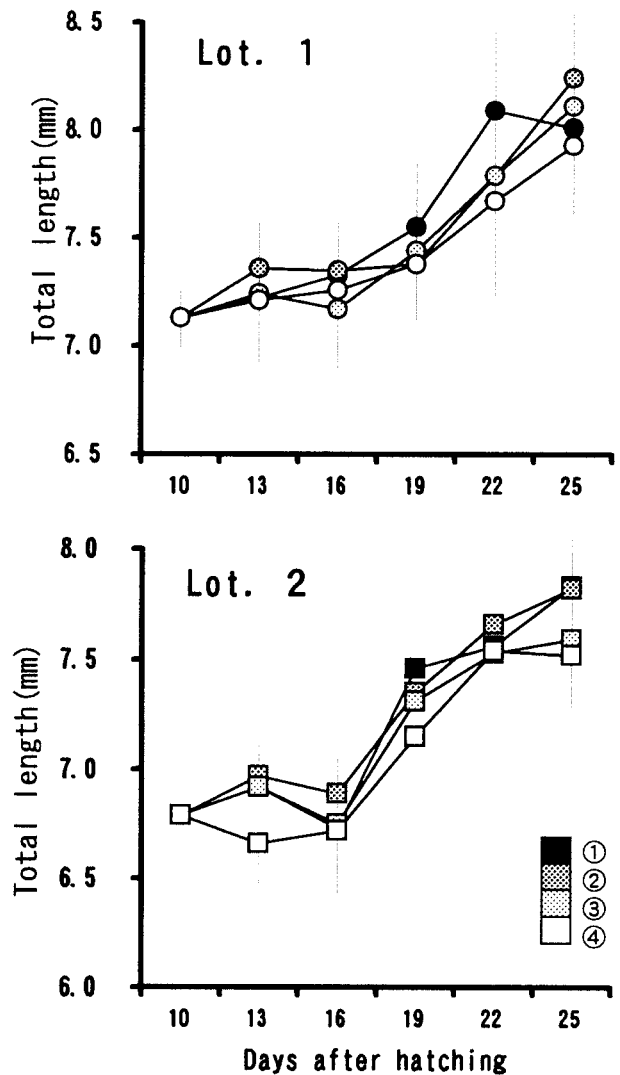 Lot. 1
Total length(mm)
8.5
8.0
7.5
7.0
6.5
10 13 16 19 22 25
Lot. 2
Total length(mm)
8.0
7.5
7.0
6.5
6.0
①
②
③
④
10 13 16 19 22 25
Days after hatching